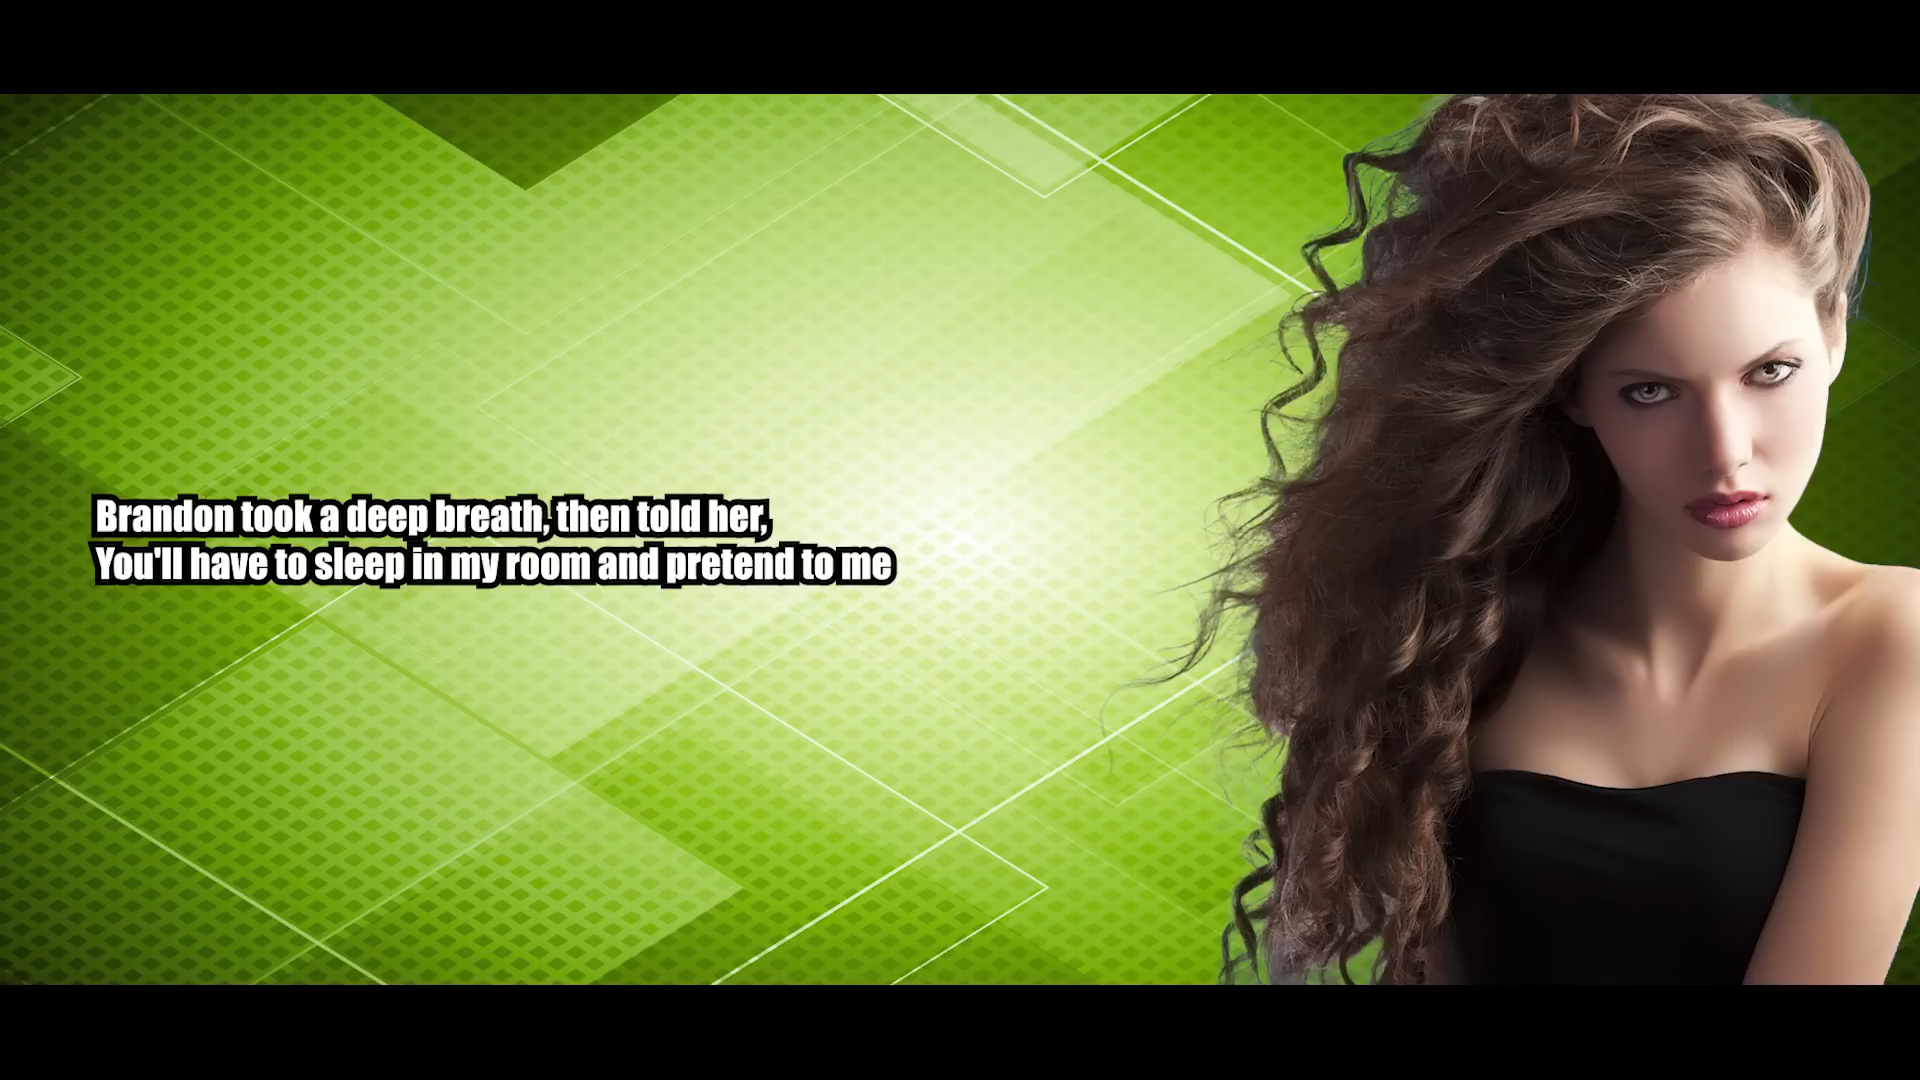 Brandon took a deep breath, then told her,
You'll have to sleep in my room and pretend to me